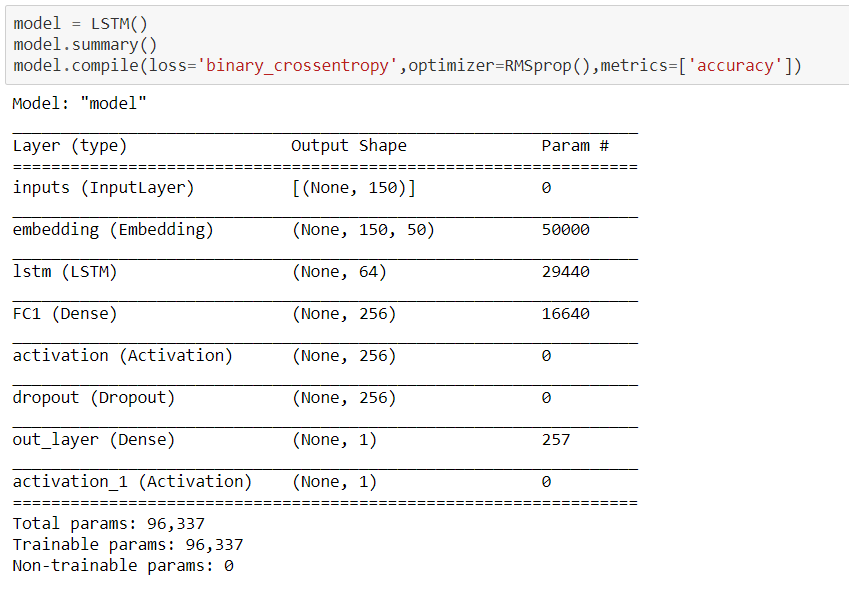 model = LSTM()
model.summary()
model.compile(loss='binary_crossentropy',optimizer=RMSprop(),metrics=['accuracy'])
Model: "model"
_________________________________________________________________
Layer (type)                 Output Shape              Param #
=================================================================
inputs (InputLayer)          [(None, 150)]             0
_________________________________________________________________
embedding (Embedding)        (None, 150, 50)           50000
_________________________________________________________________
lstm (LSTM)                  (None, 64)                29440
_________________________________________________________________
FC1 (Dense)                  (None, 256)               16640
_________________________________________________________________
activation (Activation)      (None, 256)               0
_________________________________________________________________
dropout (Dropout)            (None, 256)               0
_________________________________________________________________
out_layer (Dense)            (None, 1)                 257
_________________________________________________________________
activation_1 (Activation)    (None, 1)                 0
=================================================================
Total params: 96,337
Trainable params: 96,337
Non-trainable params: 0